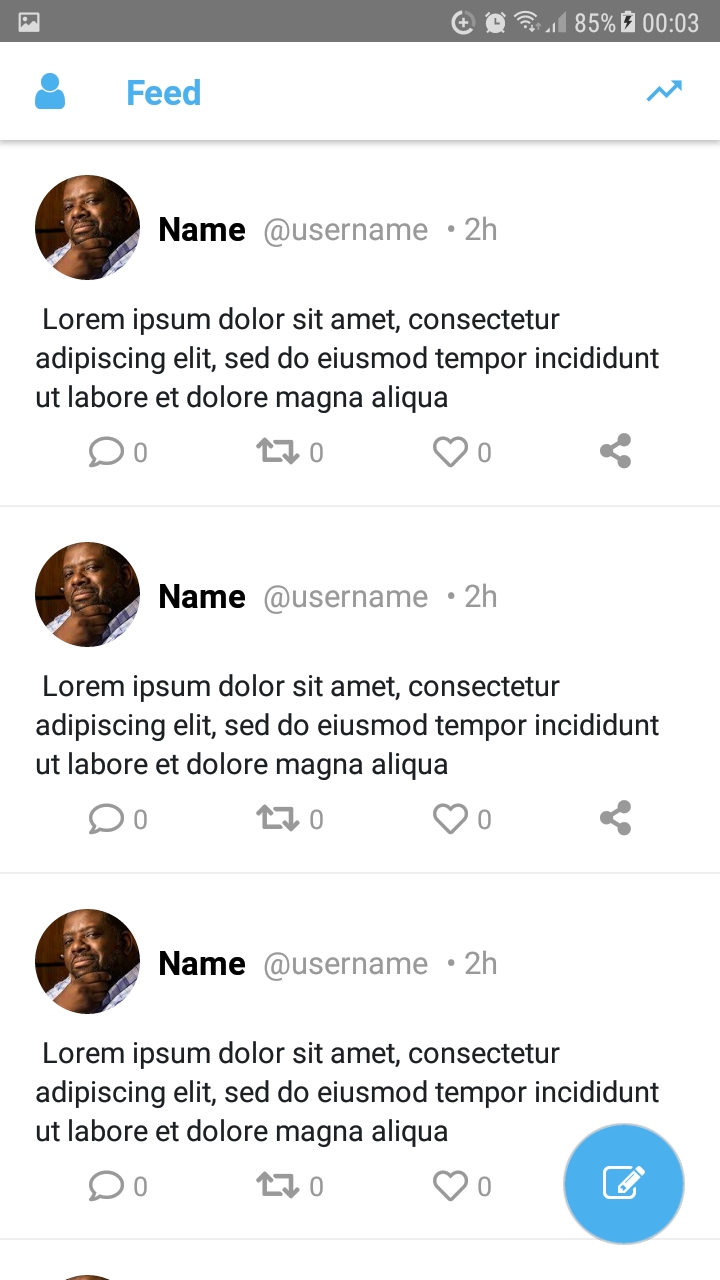 85% 00:03
Feed
Name @username • 2h
Lorem ipsum dolor sit amet, consectetur
adipiscing elit, sed do eiusmod tempor incididunt
ut labore et dolore magna aliqua
0 0 0
Name @username • 2h
Lorem ipsum dolor sit amet, consectetur
adipiscing elit, sed do eiusmod tempor incididunt
ut labore et dolore magna aliqua
0 0 0
Name @username • 2h
Lorem ipsum dolor sit amet, consectetur
adipiscing elit, sed do eiusmod tempor incididunt
ut labore et dolore magna aliqua
0 0 0